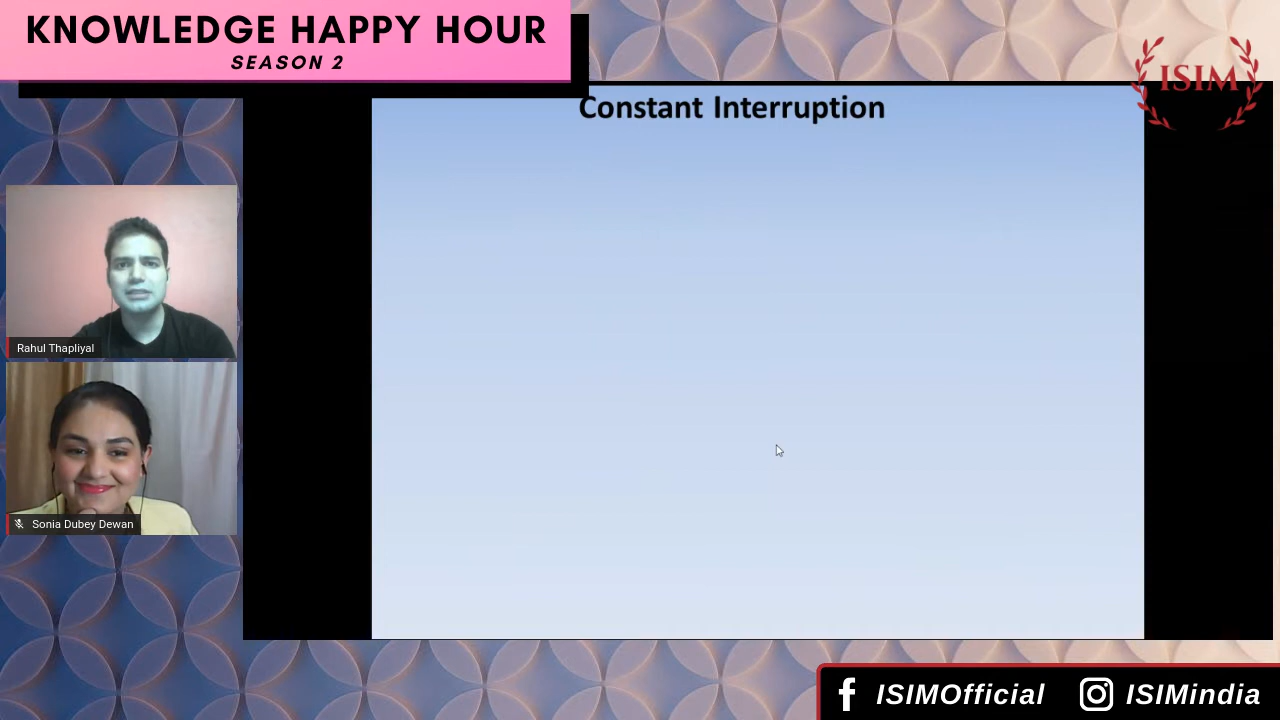 KNOWLEDGE HAPPY HOUR
SEASON 2
ISIM
Constant Interruption
Rahul Thapliyal
Sonia Dubey Dewan
ISIMOfficial
ISIMindia